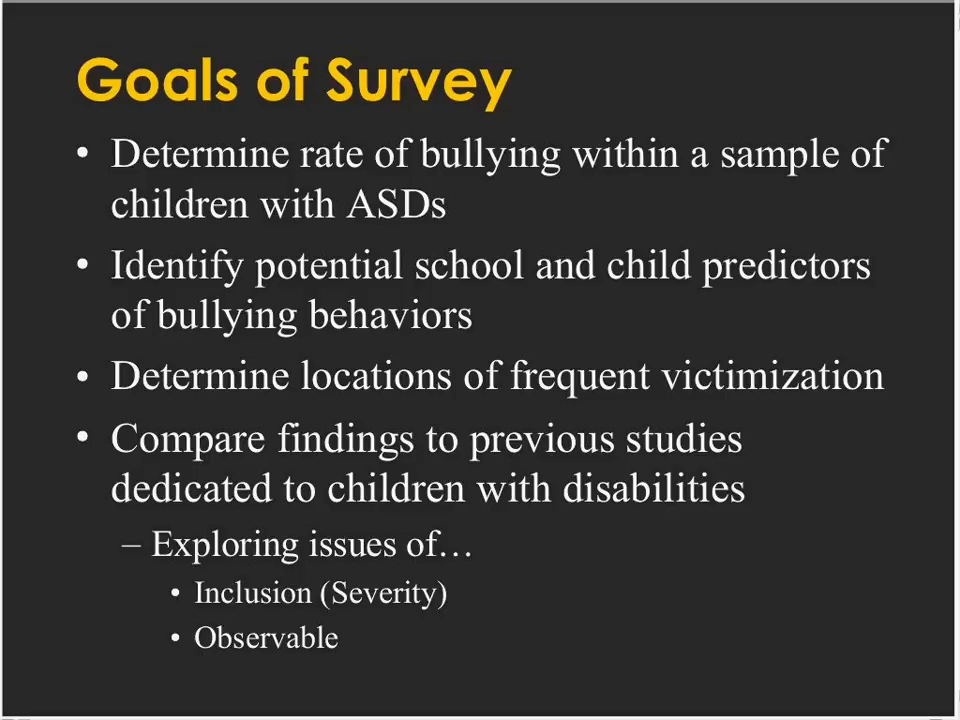 Goals of Survey
• Determine rate of bullying within a sample of
children with ASDs
• Identify potential school and child predictors
of bullying behaviors
• Determine locations of frequent victimization
• Compare findings to previous studies
dedicated to children with disabilities
– Exploring issues of…
• Inclusion (Severity)
• Observable